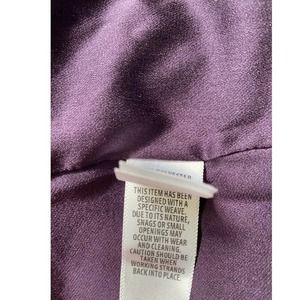 THIS ITEM HAS BEEN
DESIGNED WITH A
SPECIFIC WEAVE.
DUE TO ITS NATURE,
SNAGS OR SMALL
OPENINGS MAY
OCCUR WITH WEAR
AND CLEANING.
CAUTION SHOULD BE
TAKEN WHEN
WORKING STRANDS
BACK INTO PLACE.